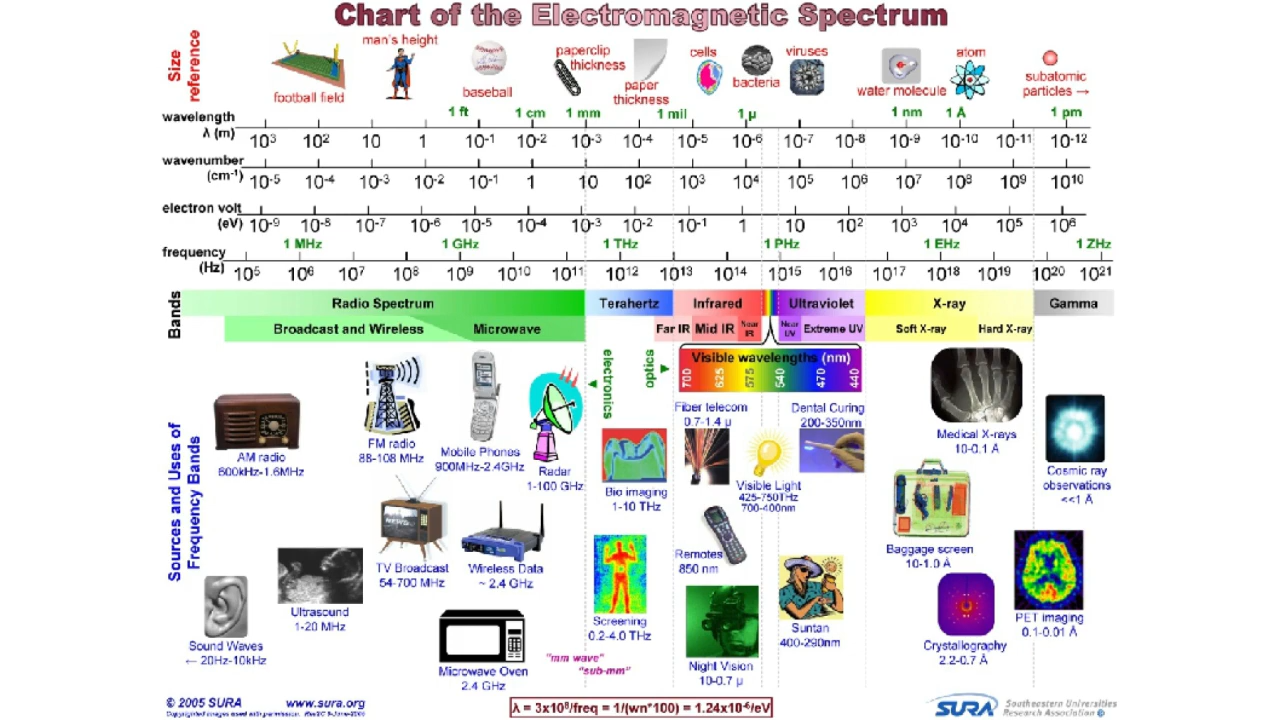 Chart of the Electromagnetic Spectrum
Size reference
football field
man's height
baseball
paperclip thickness
paper thickness
cells
bacteria
viruses
water molecule
atom
subatomic particles →
1 ft 1 cm 1 mm 1 mil 1 µ 1 nm 1 Å 1 pm
wavelength λ (m)
10³ 10² 10 1 10⁻¹ 10⁻² 10⁻³ 10⁻⁴ 10⁻⁵ 10⁻⁶ 10⁻⁷ 10⁻⁸ 10⁻⁹ 10⁻¹⁰ 10⁻¹¹ 10⁻¹²
wavenumber (cm⁻¹)
10⁻⁵ 10⁻⁴ 10⁻³ 10⁻² 10⁻¹ 1 10 10² 10³ 10⁴ 10⁵ 10⁶ 10⁷ 10⁸ 10⁹ 10¹⁰
electron volt (eV)
10⁻⁹ 10⁻⁸ 10⁻⁷ 10⁻⁶ 10⁻⁵ 10⁻⁴ 10⁻³ 10⁻² 10⁻¹ 1 10 10² 10³ 10⁴ 10⁵ 10⁶
1 MHz 1 GHz 1 THz 1 PHz 1 EHz 1 ZHz
frequency (Hz)
10⁵ 10⁶ 10⁷ 10⁸ 10⁹ 10¹⁰ 10¹¹ 10¹² 10¹³ 10¹⁴ 10¹⁵ 10¹⁶ 10¹⁷ 10¹⁸ 10¹⁹ 10²⁰ 10²¹
Bands
Radio Spectrum Terahertz Infrared Ultraviolet X-ray Gamma
Broadcast and Wireless Microwave Far IR Mid IR Near IR Near UV Extreme UV Soft X-ray Hard X-ray
electronics
optics
Visible wavelengths (nm)
700 625 575 540 470 440
Sources and Uses of Frequency Bands
AM radio
600kHz-1.6MHz
FM radio
88-108 MHz
Mobile Phones
900MHz-2.4GHz
Radar
1-100 GHz
Bio imaging
1-10 THz
Fiber telecom
0.7-1.4 µ
Visible Light
425-750THz
700-400nm
Dental Curing
200-350nm
Medical X-rays
10-0.1 Å
Cosmic ray
observations
<<1 Å
TV Broadcast
54-700 MHz
Wireless Data
~ 2.4 GHz
Remotes
850 nm
Baggage screen
10-1.0 Å
Ultrasound
1-20 MHz
Sound Waves
← 20Hz-10kHz
Microwave Oven
2.4 GHz
"mm wave"
"sub-mm"
Screening
0.2-4.0 THz
Night Vision
10-0.7 µ
Suntan
400-290nm
Crystallography
2.2-0.7 Å
PET imaging
0.1-0.01 Å
© 2005 SURA www.sura.org
Copyrighted images used with permission.
λ = 3x10⁸/freq = 1/(wn*100) = 1.24x10⁻⁶/eV
SURA Southeastern Universities
Research Association ®